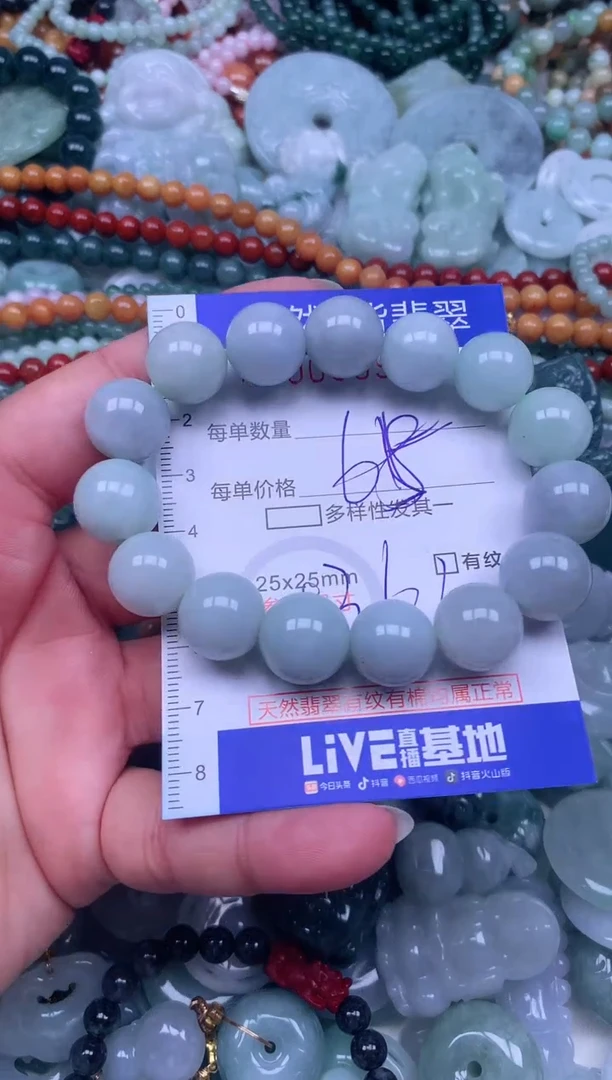 0
翡翠
2
每单数量
68
3
每单价格
多样性发其一
4
有纹
25x25mm
天然翡翠有纹有棉均属正常
7
LiVE直播基地
8
今日头条 抖音 西瓜视频 抖音火山版